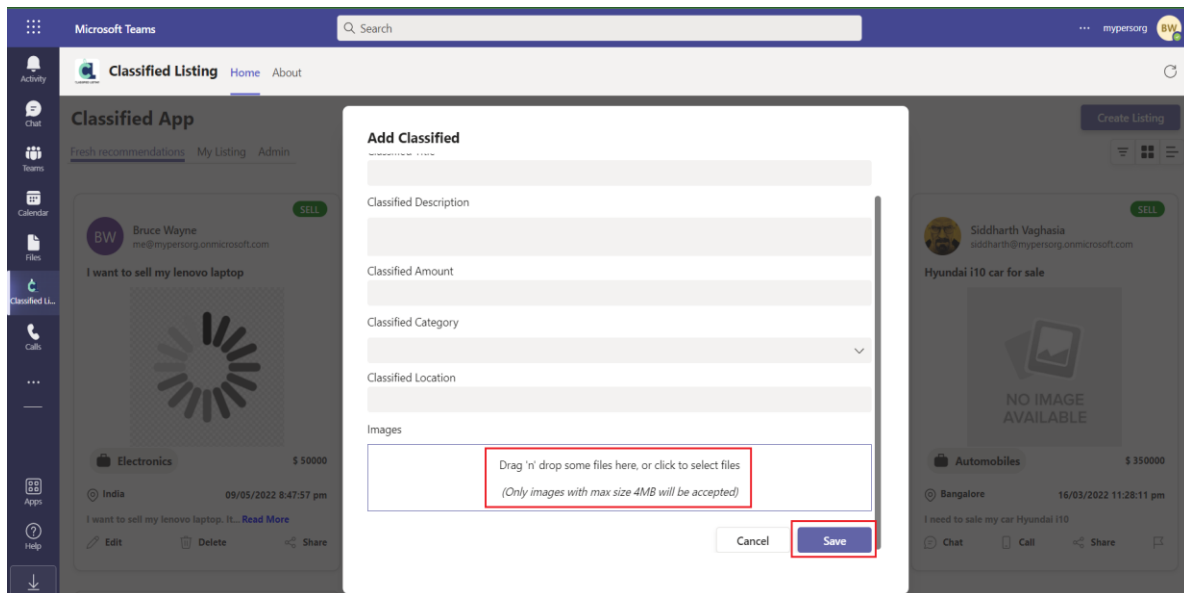 Microsoft Teams
Search
mypersorg
BW
Activity
Chat
Teams
Calendar
Files
Classified Li...
Calls
Apps
Help
Classified Listing
Home
About
Classified App
Create Listing
Fresh recommendations
My Listing
Admin
SELL
BW
Bruce Wayne
me@mypersorg.onmicrosoft.com
I want to sell my lenovo laptop
Electronics
$ 50000
India
09/05/2022 8:47:57 pm
I want to sell my lenovo laptop. It... Read More
Edit
Delete
Share
Add Classified
Classified Title
Classified Description
Classified Amount
Classified Category
Classified Location
Images
Drag 'n' drop some files here, or click to select files
(Only images with max size 4MB will be accepted)
Cancel
Save
SELL
Siddharth Vaghasia
siddharth@mypersorg.onmicrosoft.com
Hyundai i10 car for sale
NO IMAGE
AVAILABLE
Automobiles
$ 350000
Bangalore
16/03/2022 11:28:11 pm
I need to sale my car Hyundai i10
Chat
Call
Share